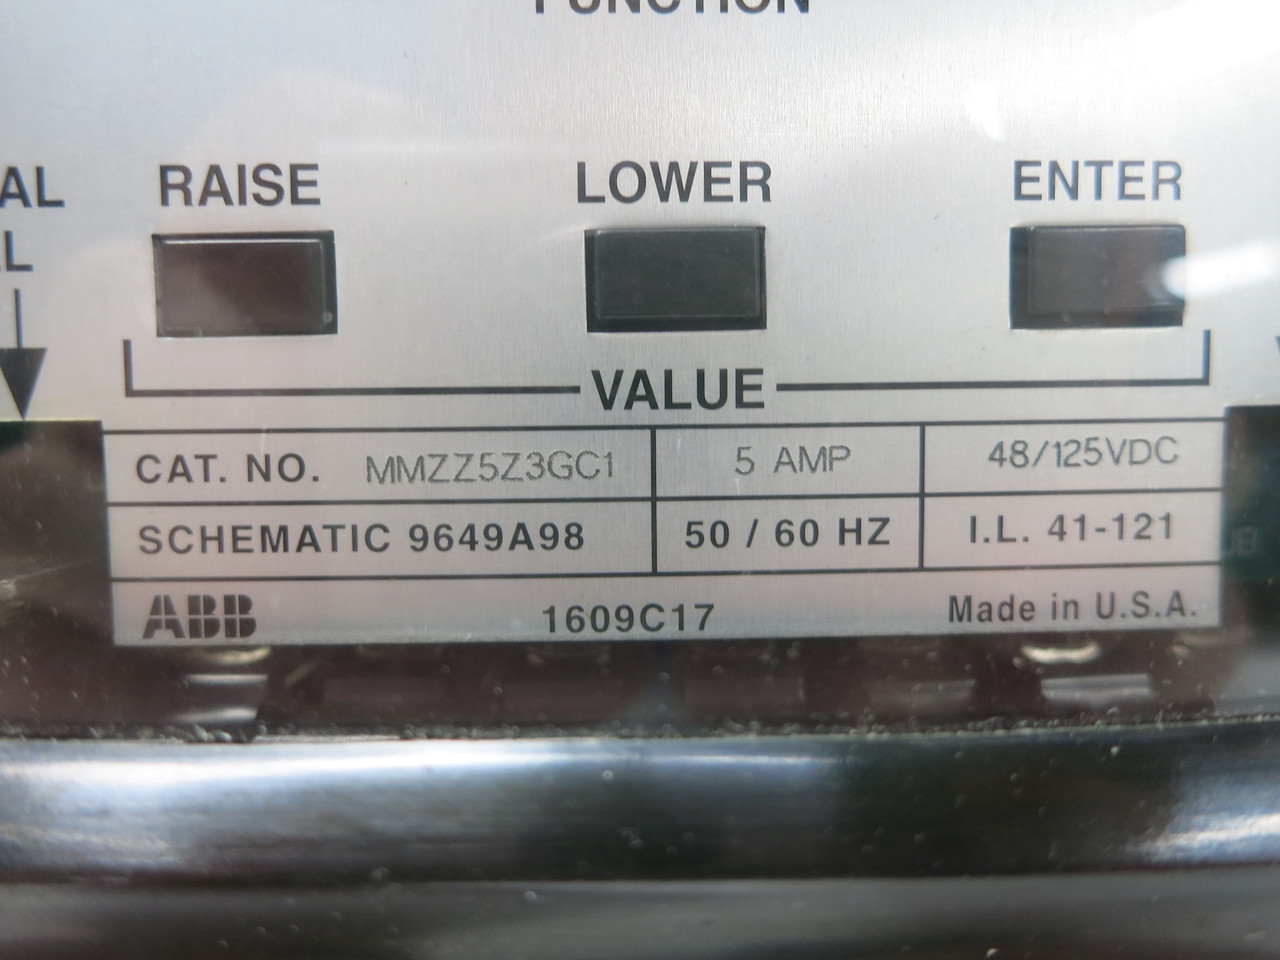 FUNCTION
RAISE LOWER ENTER
VALUE
CAT. NO. MMZZ5Z3GC1 5 AMP 48/125VDC
SCHEMATIC 9649A98 50 / 60 HZ I.L. 41-121
ABB 1609C17 Made in U.S.A.